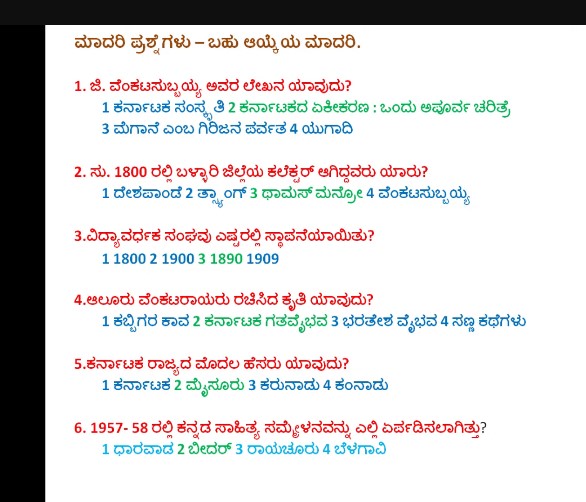 ಮಾದರಿ ಪ್ರಶ್ನೆಗಳು – ಬಹು ಆಯ್ಕೆಯ ಮಾದರಿ.
1. ಜಿ. ವೆಂಕಟಸುಬ್ಬಯ್ಯ ಅವರ ಲೇಖನ ಯಾವುದು?
1 ಕರ್ನಾಟಕ ಸಂಸ್ಕೃತಿ 2 ಕರ್ನಾಟಕದ ಏಕೀಕರಣ : ಒಂದು ಅಪೂರ್ವ ಚರಿತ್ರೆ
3 ಮೆಗಾನೆ ಎಂಬ ಗಿರಿಜನ ಪರ್ವತ 4 ಯುಗಾದಿ
2. ಸು. 1800 ರಲ್ಲಿ ಬಳ್ಳಾರಿ ಜಿಲ್ಲೆಯ ಕಲೆಕ್ಟರ್ ಆಗಿದ್ದವರು ಯಾರು?
1 ದೇಶಪಾಂಡೆ 2 ತ್ಸ್ಯಾಂಗ್ 3 ಥಾಮಸ್ ಮನ್ರೋ 4 ವೆಂಕಟಸುಬ್ಬಯ್ಯ
3.ವಿದ್ಯಾವರ್ಧಕ ಸಂಘವು ಎಷ್ಟರಲ್ಲಿ ಸ್ಥಾಪನೆಯಾಯಿತು?
1 1800 2 1900 3 1890 1909
4.ಆಲೂರು ವೆಂಕಟರಾಯರು ರಚಿಸಿದ ಕೃತಿ ಯಾವುದು?
1 ಕಬ್ಬಿಗರ ಕಾವ 2 ಕರ್ನಾಟಕ ಗತವೈಭವ 3 ಭರತೇಶ ವೈಭವ 4 ಸಣ್ಣ ಕಥೆಗಳು
5.ಕರ್ನಾಟಕ ರಾಜ್ಯದ ಮೊದಲ ಹೆಸರು ಯಾವುದು?
1 ಕರ್ನಾಟಕ 2 ಮೈಸೂರು 3 ಕರುನಾಡು 4 ಕಂನಾಡು
6. 1957- 58 ರಲ್ಲಿ ಕನ್ನಡ ಸಾಹಿತ್ಯ ಸಮ್ಮೇಳನವನ್ನು ಎಲ್ಲಿ ಏರ್ಪಡಿಸಲಾಗಿತ್ತು?
1 ಧಾರವಾಡ 2 ಬೀದರ್ 3 ರಾಯಚೂರು 4 ಬೆಳಗಾವಿ